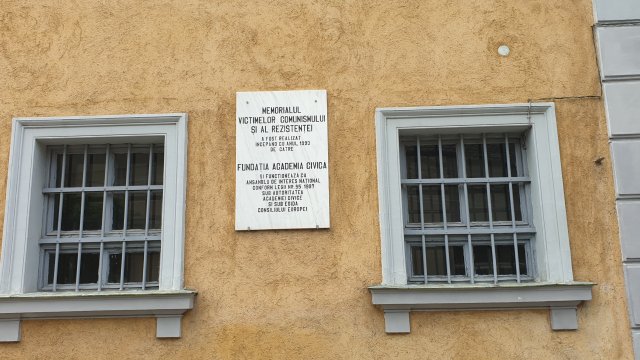 MEMORIALUL
VICTIMELOR COMUNISMULUI
ŞI AL REZISTENŢEI
A FOST REALIZAT
ÎNCEPÂND CU ANUL 1993
DE CĂTRE
FUNDAŢIA ACADEMIA CIVICĂ
ŞI FUNCŢIONEAZĂ CA
ANSAMBLU DE INTERES NAŢIONAL
CONFORM LEGII NR. 95 1997
SUB AUTORITATEA
ACADEMIEI CIVICE
ŞI SUB EGIDA
CONSILIULUI EUROPEI